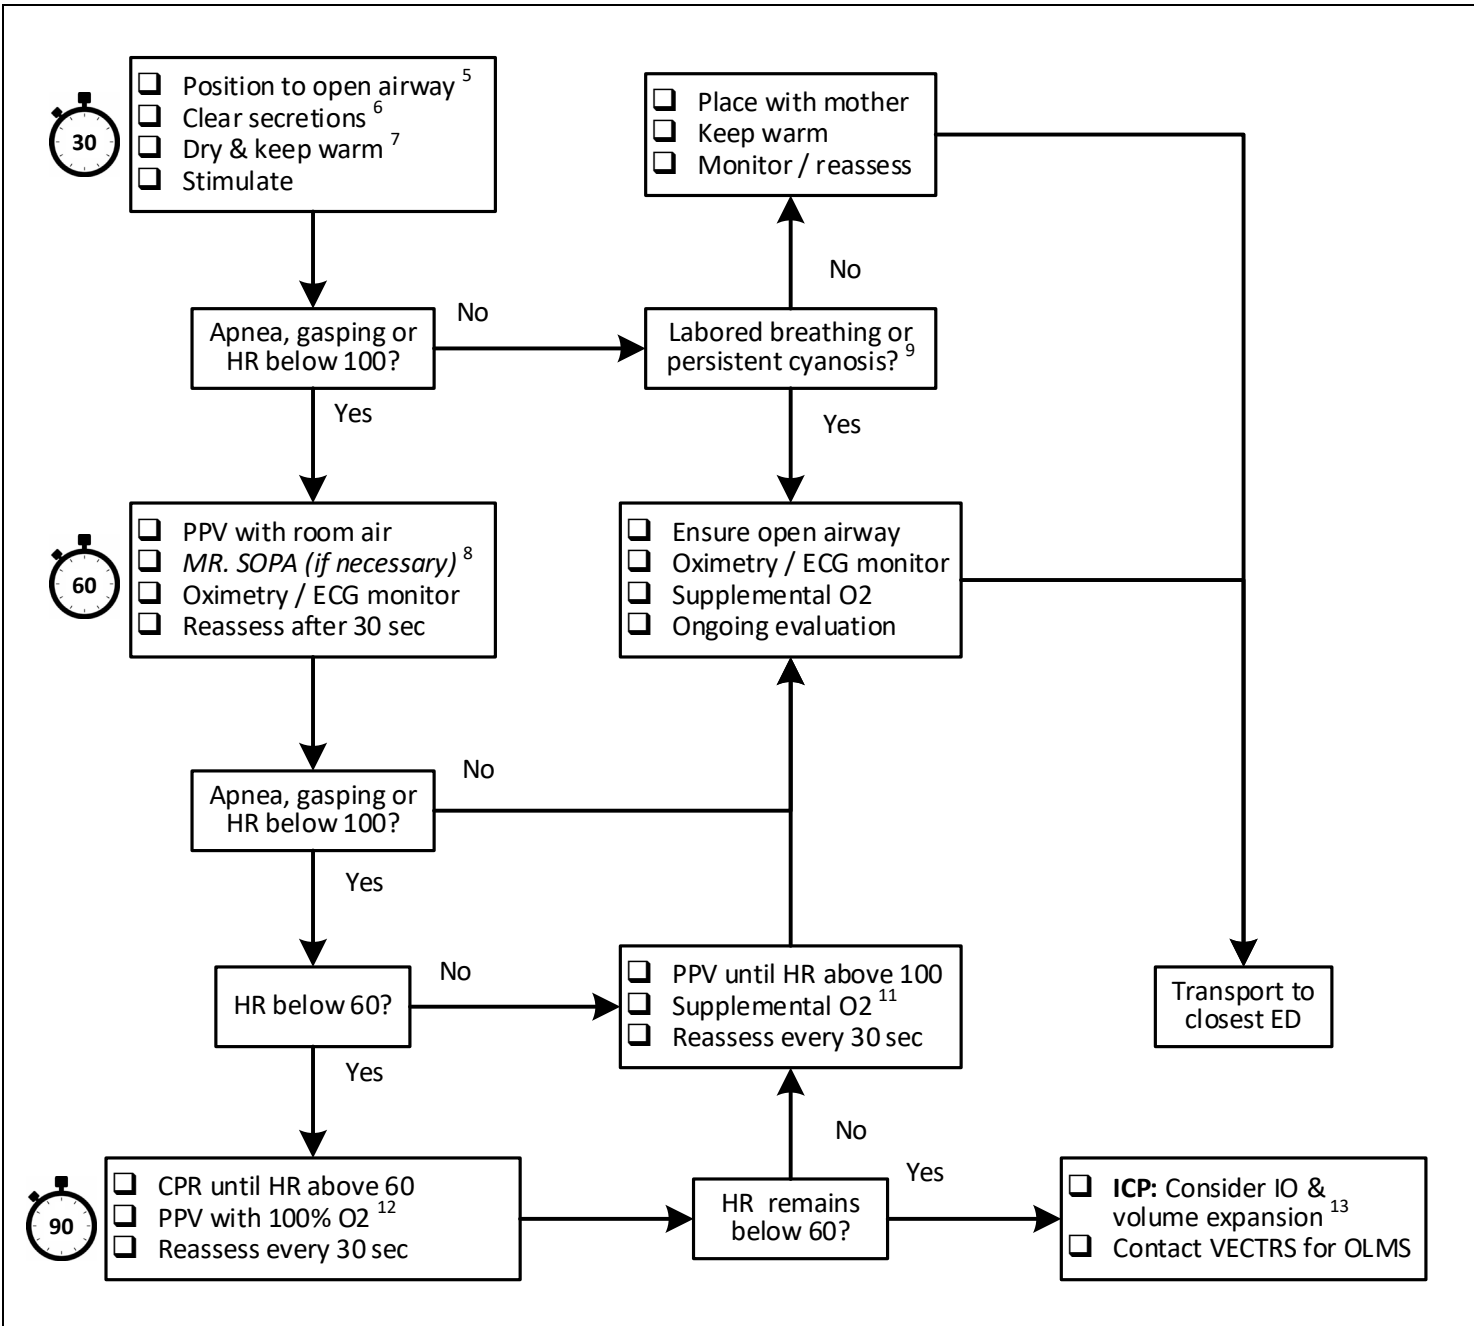 30
❑ Position to open airway 5
❑ Clear secretions 6
❑ Dry & keep warm 7
❑ Stimulate
❑ Place with mother
❑ Keep warm
❑ Monitor / reassess
No
Apnea, gasping or
HR below 100?
No
Labored breathing or
persistent cyanosis? 9
Yes
Yes
60
❑ PPV with room air
❑ MR. SOPA (if necessary) 8
❑ Oximetry / ECG monitor
❑ Reassess after 30 sec
❑ Ensure open airway
❑ Oximetry / ECG monitor
❑ Supplemental O2
❑ Ongoing evaluation
Apnea, gasping or
HR below 100?
No
Yes
HR below 60?
No
❑ PPV until HR above 100
❑ Supplemental O2 11
❑ Reassess every 30 sec
Transport to
closest ED
Yes
No
90
❑ CPR until HR above 60
❑ PPV with 100% O2 12
❑ Reassess every 30 sec
HR remains
below 60?
Yes
❑ ICP: Consider IO &
volume expansion 13
❑ Contact VECTRS for OLMS